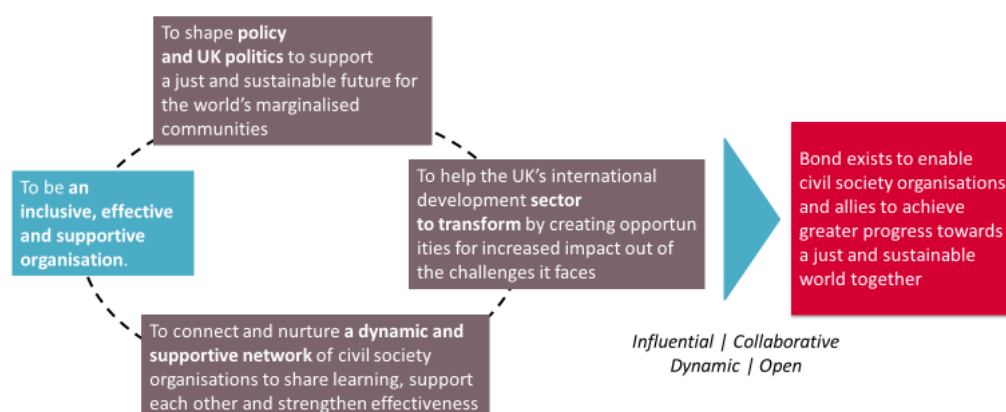 To shape policy
and UK politics to support
a just and sustainable future for
the world's marginalised
communities
To be an
inclusive, effective
and supportive
organisation.
To help the UK's international
development sector
to transform by creating opportun
ities for increased impact out of
the challenges it faces
To connect and nurture a dynamic and
supportive network of civil society
organisations to share learning, support
each other and strengthen effectiveness
Bond exists to enable
civil society organisations
and allies to achieve
greater progress towards
a just and sustainable
world together
Influential | Collaborative
Dynamic | Open